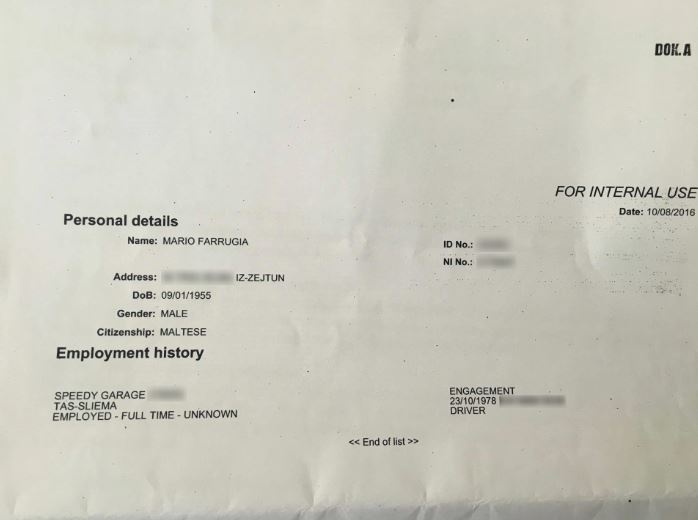 DOK.A
FOR INTERNAL USE
Date: 10/08/2016
Personal details
Name: MARIO FARRUGIA
ID No.:
NI No.:
Address: IZ-ZEJTUN
DoB: 09/01/1955
Gender: MALE
Citizenship: MALTESE
Employment history
SPEEDY GARAGE
TAS-SLIEMA
EMPLOYED - FULL TIME - UNKNOWN
ENGAGEMENT
23/10/1978
DRIVER
<< End of list >>